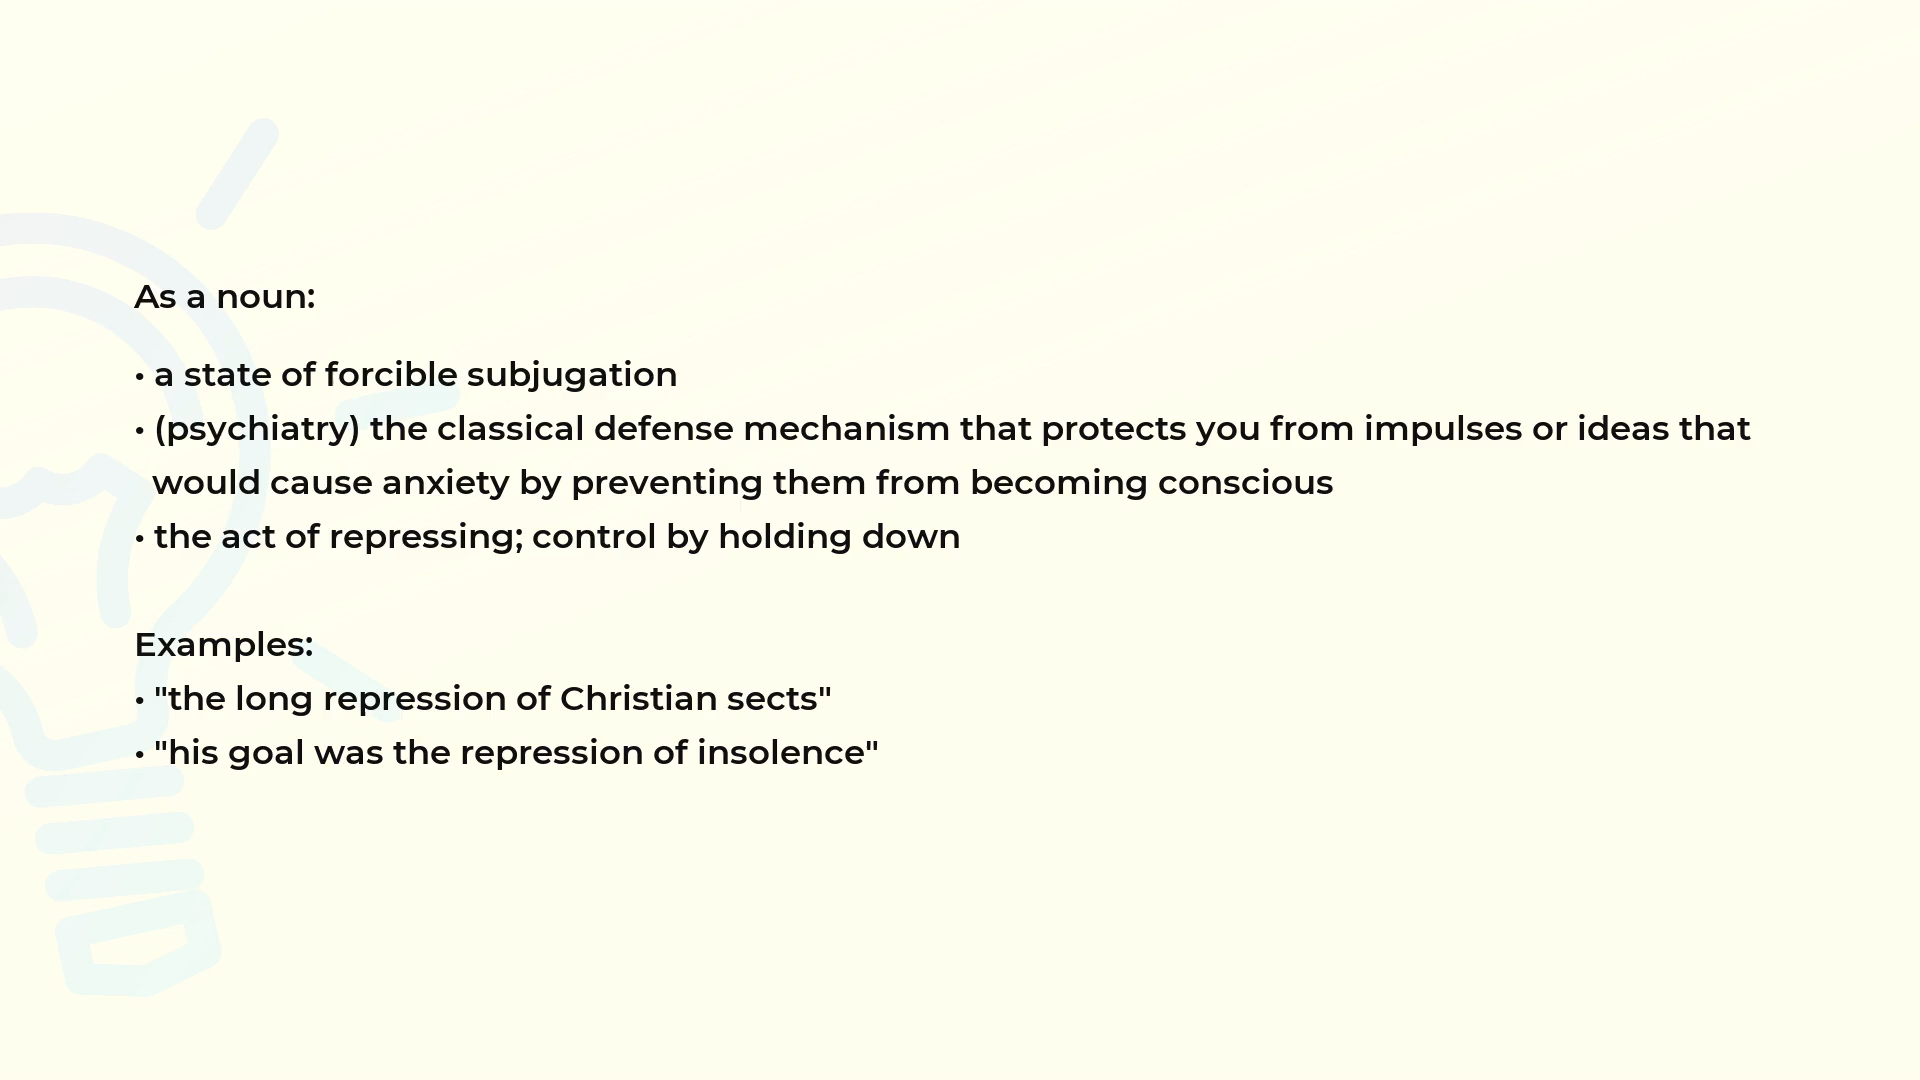 As a noun:
• a state of forcible subjugation
• (psychiatry) the classical defense mechanism that protects you from impulses or ideas that
would cause anxiety by preventing them from becoming conscious
• the act of repressing; control by holding down
Examples:
• "the long repression of Christian sects"
• "his goal was the repression of insolence"